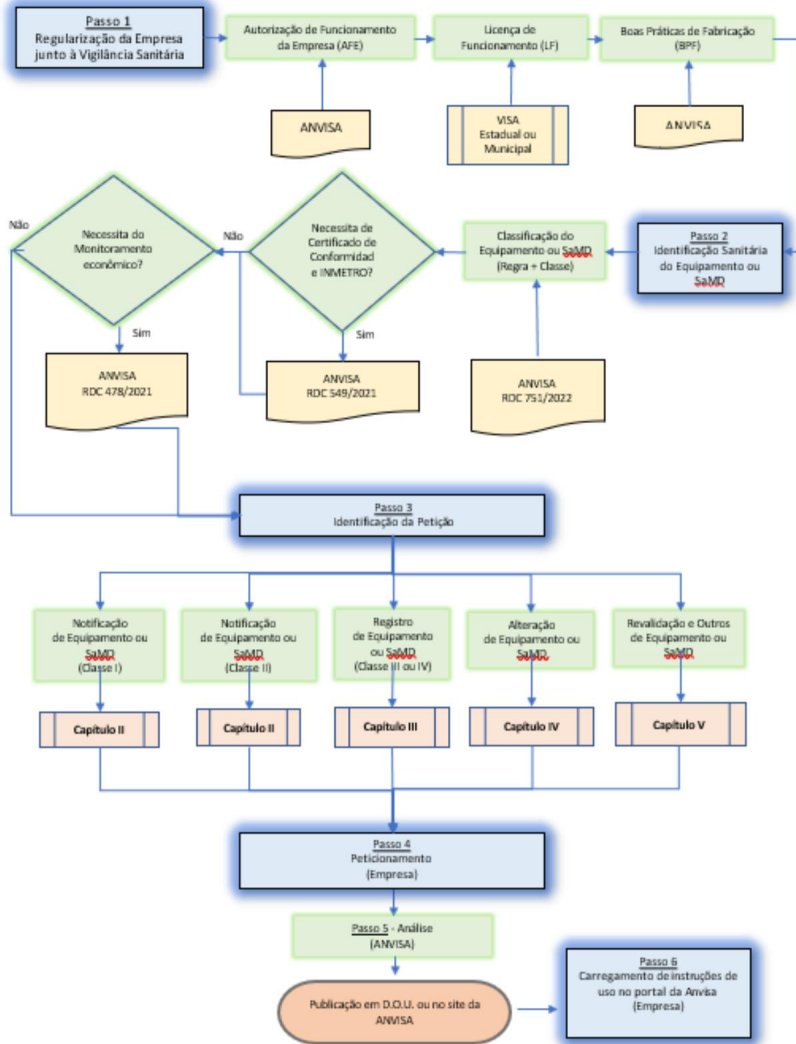 Passo 1
Regularização da Empresa
junto à Vigilância Sanitária
Autorização de Funcionamento
da Empresa (AFE)
Licença de
Funcionamento (LF)
Boas Práticas de Fabricação
(BPF)
ANVISA
VISA
Estadual ou
Municipal
ANVISA
Não
Necessita do
Monitoramento
econômico?
Não
Necessita de
Certificado de
Conformidad
e INMETRO?
Classificação do
Equipamento ou SaMD
(Regra + Classe)
Passo 2
Identificação Sanitária
do Equipamento ou
SaMD
Sim
Sim
ANVISA
RDC 478/2021
ANVISA
RDC 549/2021
ANVISA
RDC 751/2022
Passo 3
Identificação da Petição
Notificação
de Equipamento ou
SaMD
(Classe I)
Notificação
de Equipamento ou
SaMD
(Classe II)
Registro
de Equipamento
ou SaMD
(Classe III ou IV)
Alteração
de Equipamento ou
SaMD
Revalidação e Outros
de Equipamento ou
SaMD
Capítulo II
Capítulo II
Capítulo III
Capítulo IV
Capítulo V
Passo 4
Peticionamento
(Empresa)
Passo 5 - Análise
(ANVISA)
Publicação em D.O.U. ou no site da
ANVISA
Passo 6
Carregamento de instruções de
uso no portal da Anvisa
(Empresa)